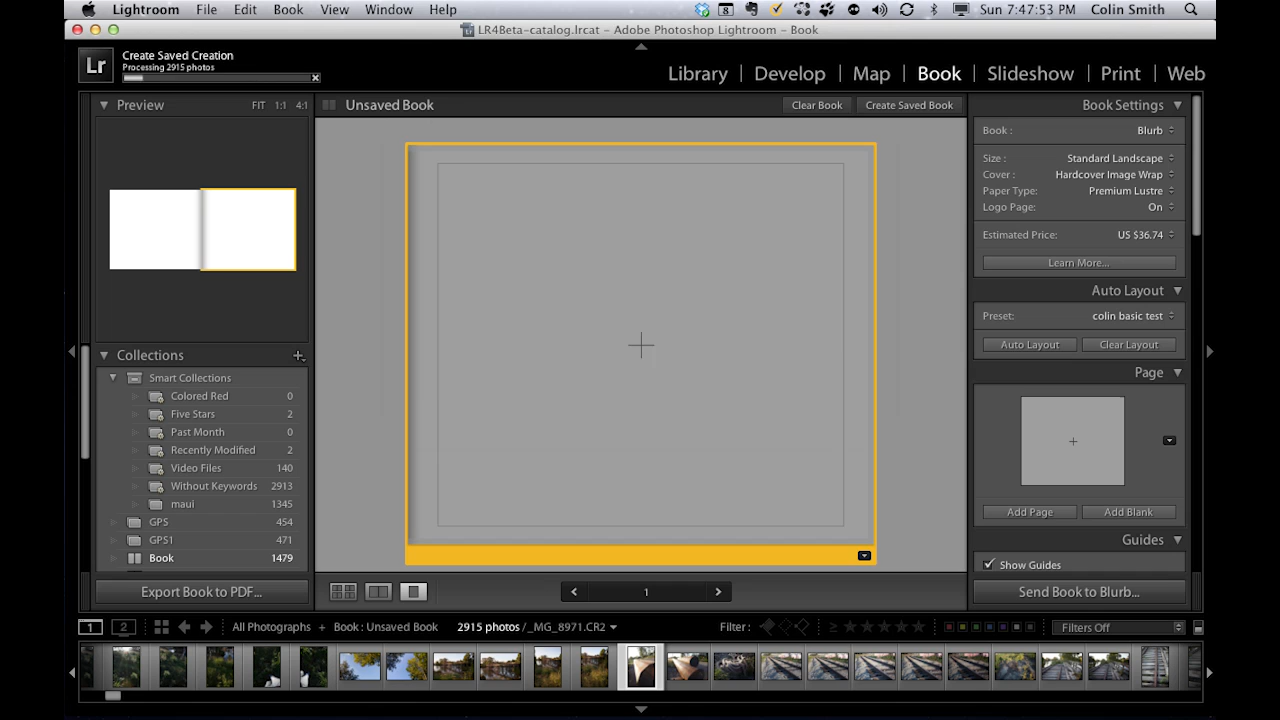 Lightroom File Edit Book View Window Help 8 Sun 7:47:53 PM Colin Smith
LR4Beta-catalog.lrcat – Adobe Photoshop Lightroom – Book
Lr
Create Saved Creation
Processing 2915 photos
Library | Develop | Map | Book | Slideshow | Print | Web
Preview FIT 1:1 4:1
Unsaved Book Clear Book Create Saved Book
Book Settings
Book : Blurb
Size : Standard Landscape
Cover : Hardcover Image Wrap
Paper Type: Premium Lustre
Logo Page: On
Estimated Price: US $36.74
Learn More...
Auto Layout
Preset: colin basic test
Auto Layout Clear Layout
Page
Add Page Add Blank
Guides
Show Guides
Send Book to Blurb...
Collections
Smart Collections
Colored Red 0
Five Stars 2
Past Month 0
Recently Modified 2
Video Files 140
Without Keywords 2913
maui 1345
GPS 454
GPS1 471
Book 1479
Export Book to PDF...
1
1 2 All Photographs + Book : Unsaved Book 2915 photos / _MG_8971.CR2 Filter : ≥ Filters Off